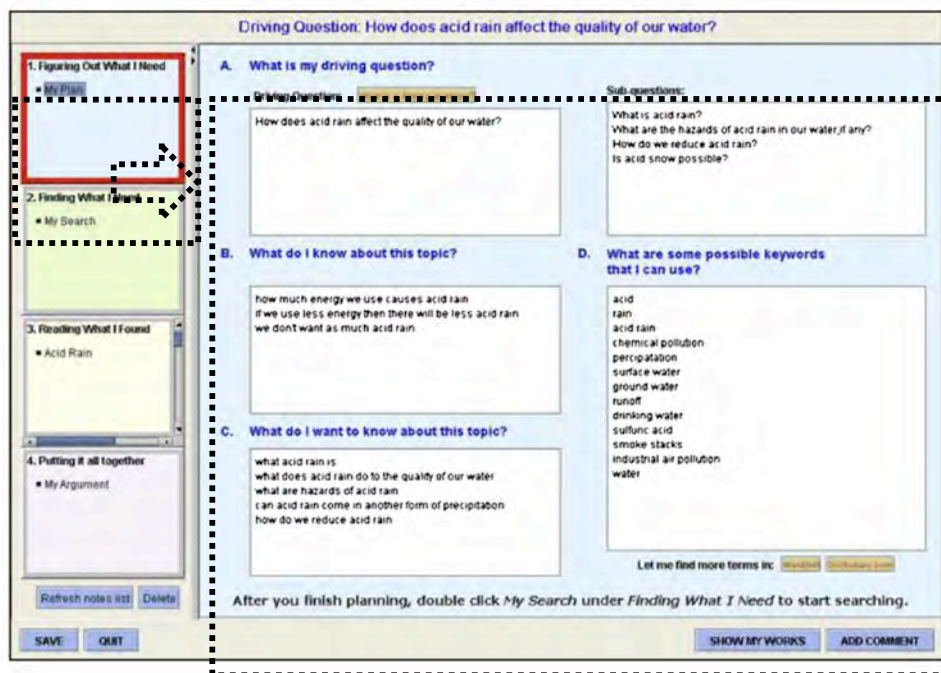 Driving Question: How does acid rain affect the quality of our water?
1. Figuring Out What I Need
My Plan
2. Finding What I Need
My Search
3. Reading What I Found
Acid Rain
4. Putting it all together
My Argument
Refresh notes list
Delete
A. What is my driving question?
Driving Question:
How does acid rain affect the quality of our water?
Sub-questions:
What is acid rain?
What are the hazards of acid rain in our water,if any?
How do we reduce acid rain?
Is acid snow possible?
B. What do I know about this topic?
how much energy we use causes acid rain
if we use less energy then there will be less acid rain
we dont want as much acid rain
C. What do I want to know about this topic?
what acid rain is
what does acid rain do to the quality of our water
what are hazards of acid rain
can acid rain come in another form of precipitation
how do we reduce acid rain
D. What are some possible keywords
that I can use?
acid
rain
acid rain
chemical pollution
percipatation
surface water
ground water
runoff
drinking water
sulfuric acid
smoke stacks
industrial air pollution
water
Let me find more terms in:
After you finish planning, double click My Search under Finding What I Need to start searching.
SAVE
QUIT
SHOW MY WORKS
ADD COMMENT